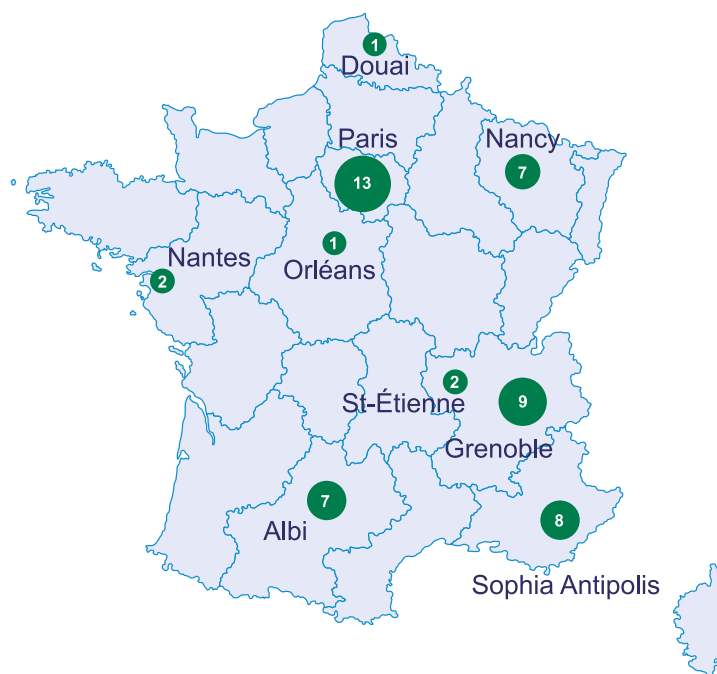 1
Douai
Paris
13
Nancy
7
1
Orléans
Nantes
2
2
St-Étienne
9
Grenoble
7
Albi
8
Sophia Antipolis